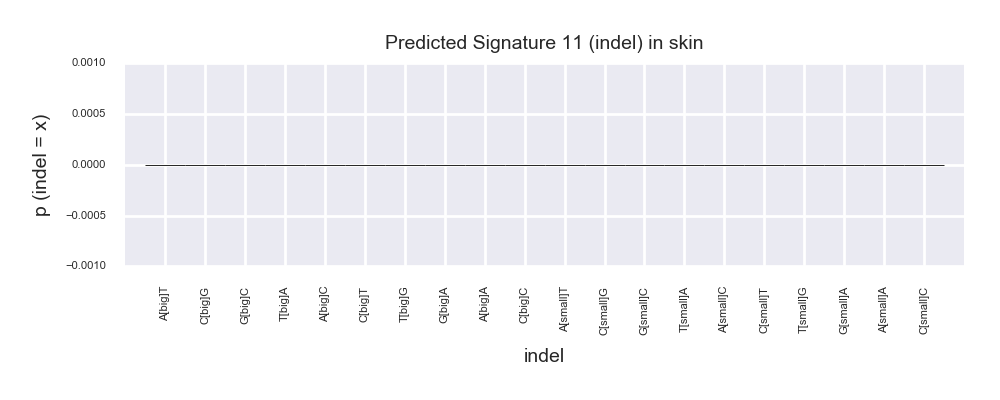 Predicted Signature 11 (indel) in skin
p (indel = x)
0.0010
0.0005
0.0000
−0.0005
−0.0010
A[big]T
C[big]G
G[big]C
T[big]A
A[big]C
C[big]T
T[big]G
G[big]A
A[big]A
C[big]C
A[small]T
C[small]G
G[small]C
T[small]A
A[small]C
C[small]T
T[small]G
G[small]A
A[small]A
C[small]C
indel